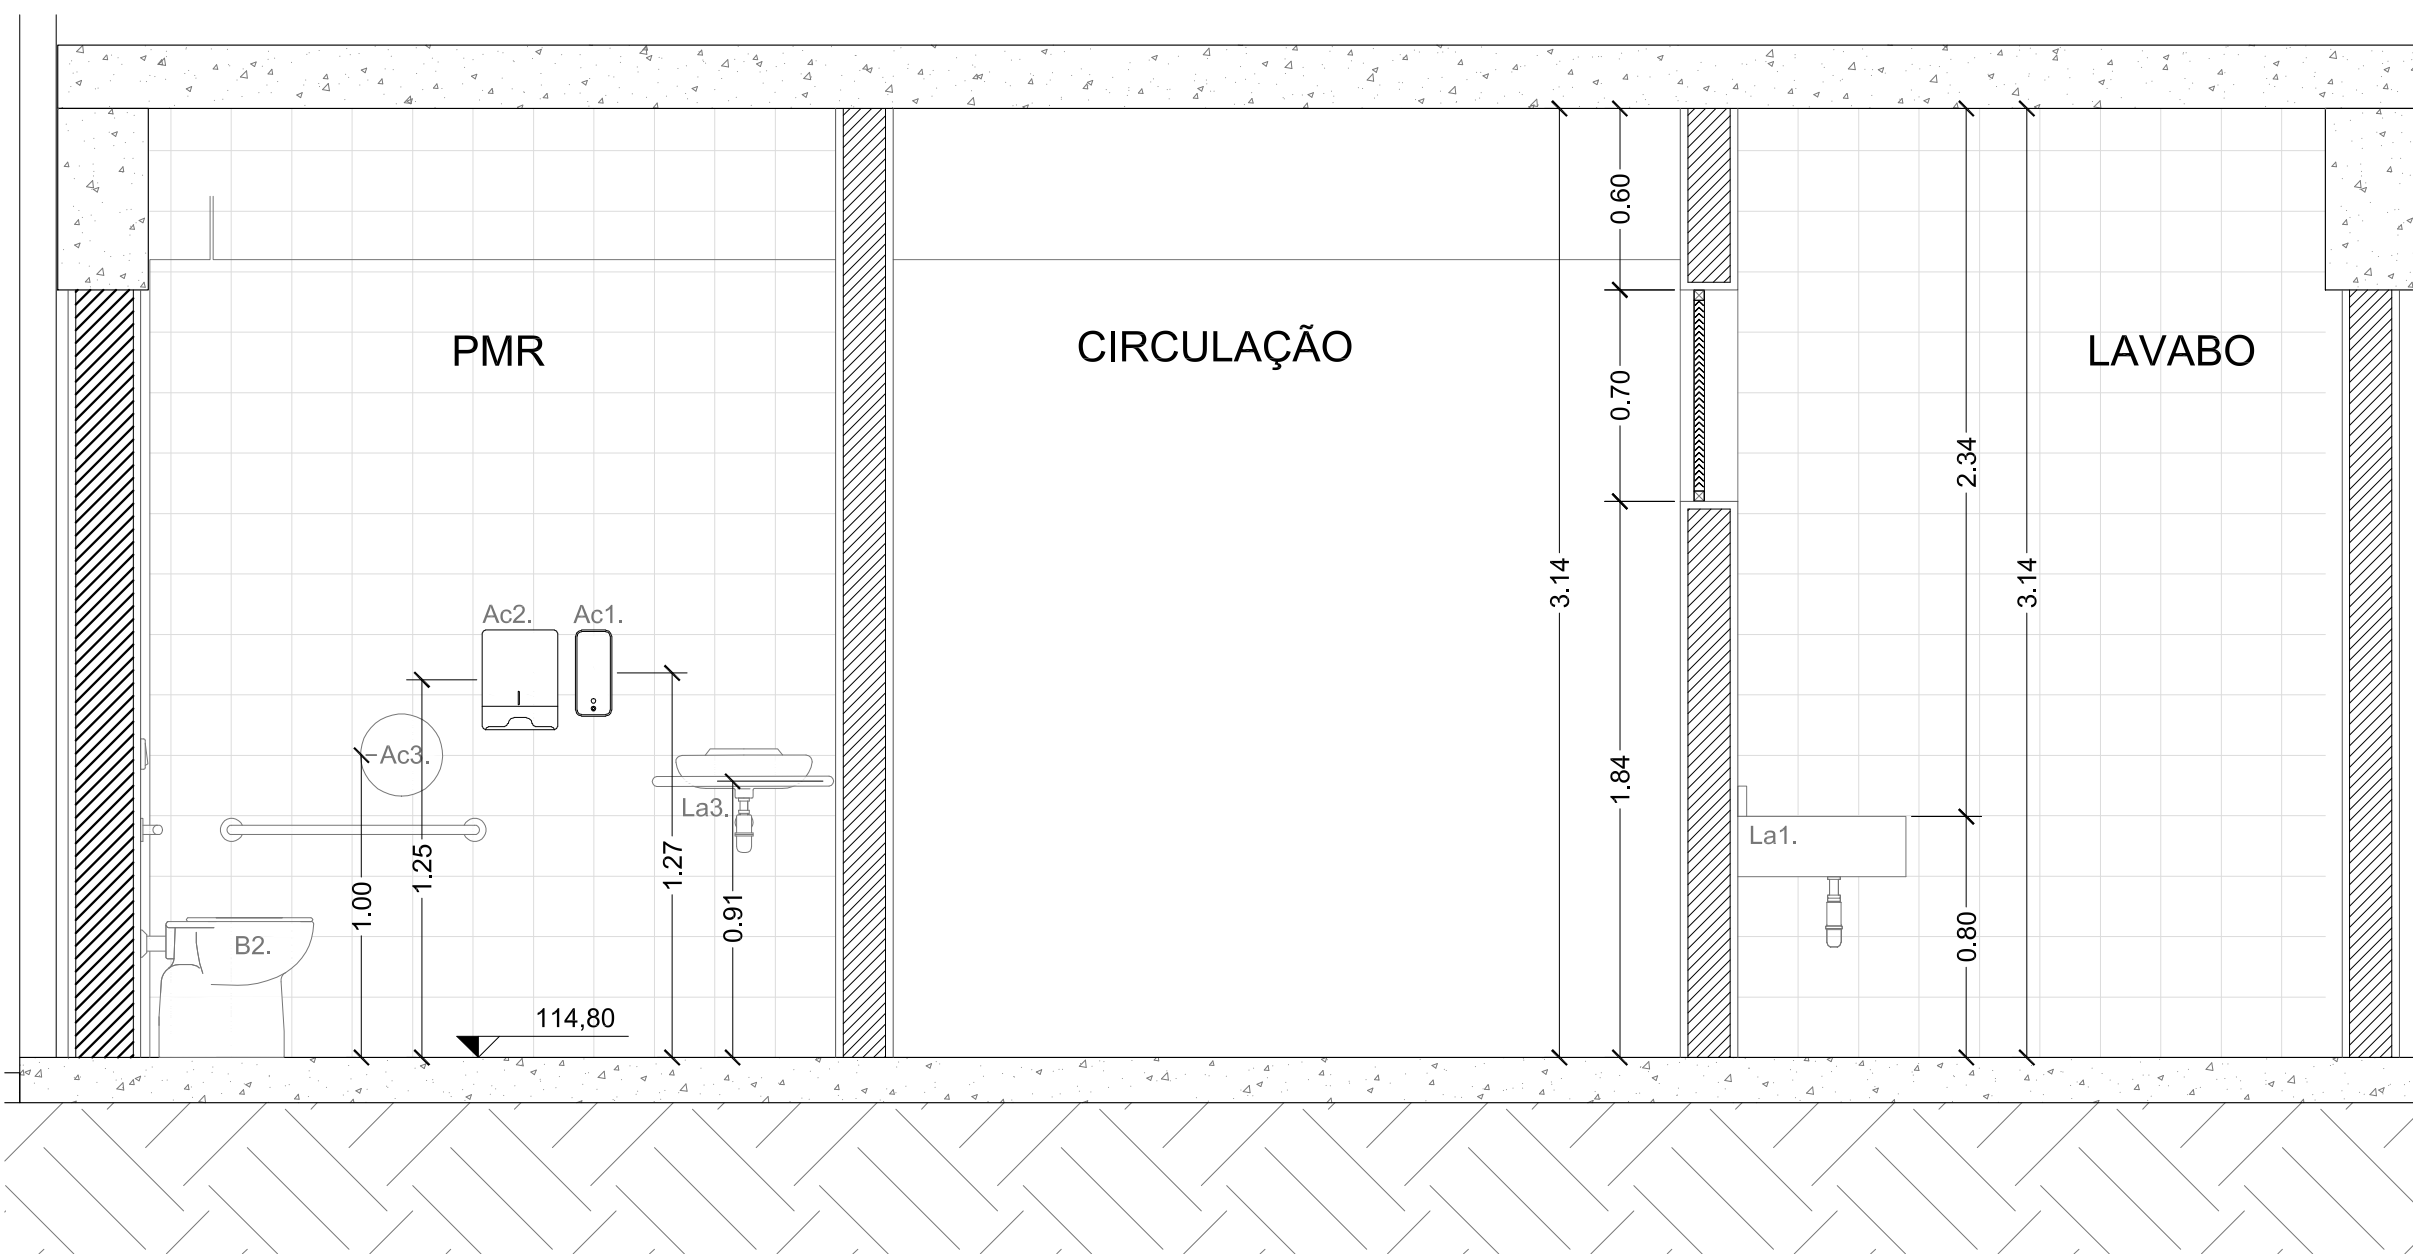 PMR
CIRCULAÇÃO
LAVABO
0.60
0.70
2.34
3.14
3.14
1.84
Ac2.
Ac1.
Ac3.
La3.
La1.
1.25
1.27
1.00
0.91
0.80
B2.
114,80